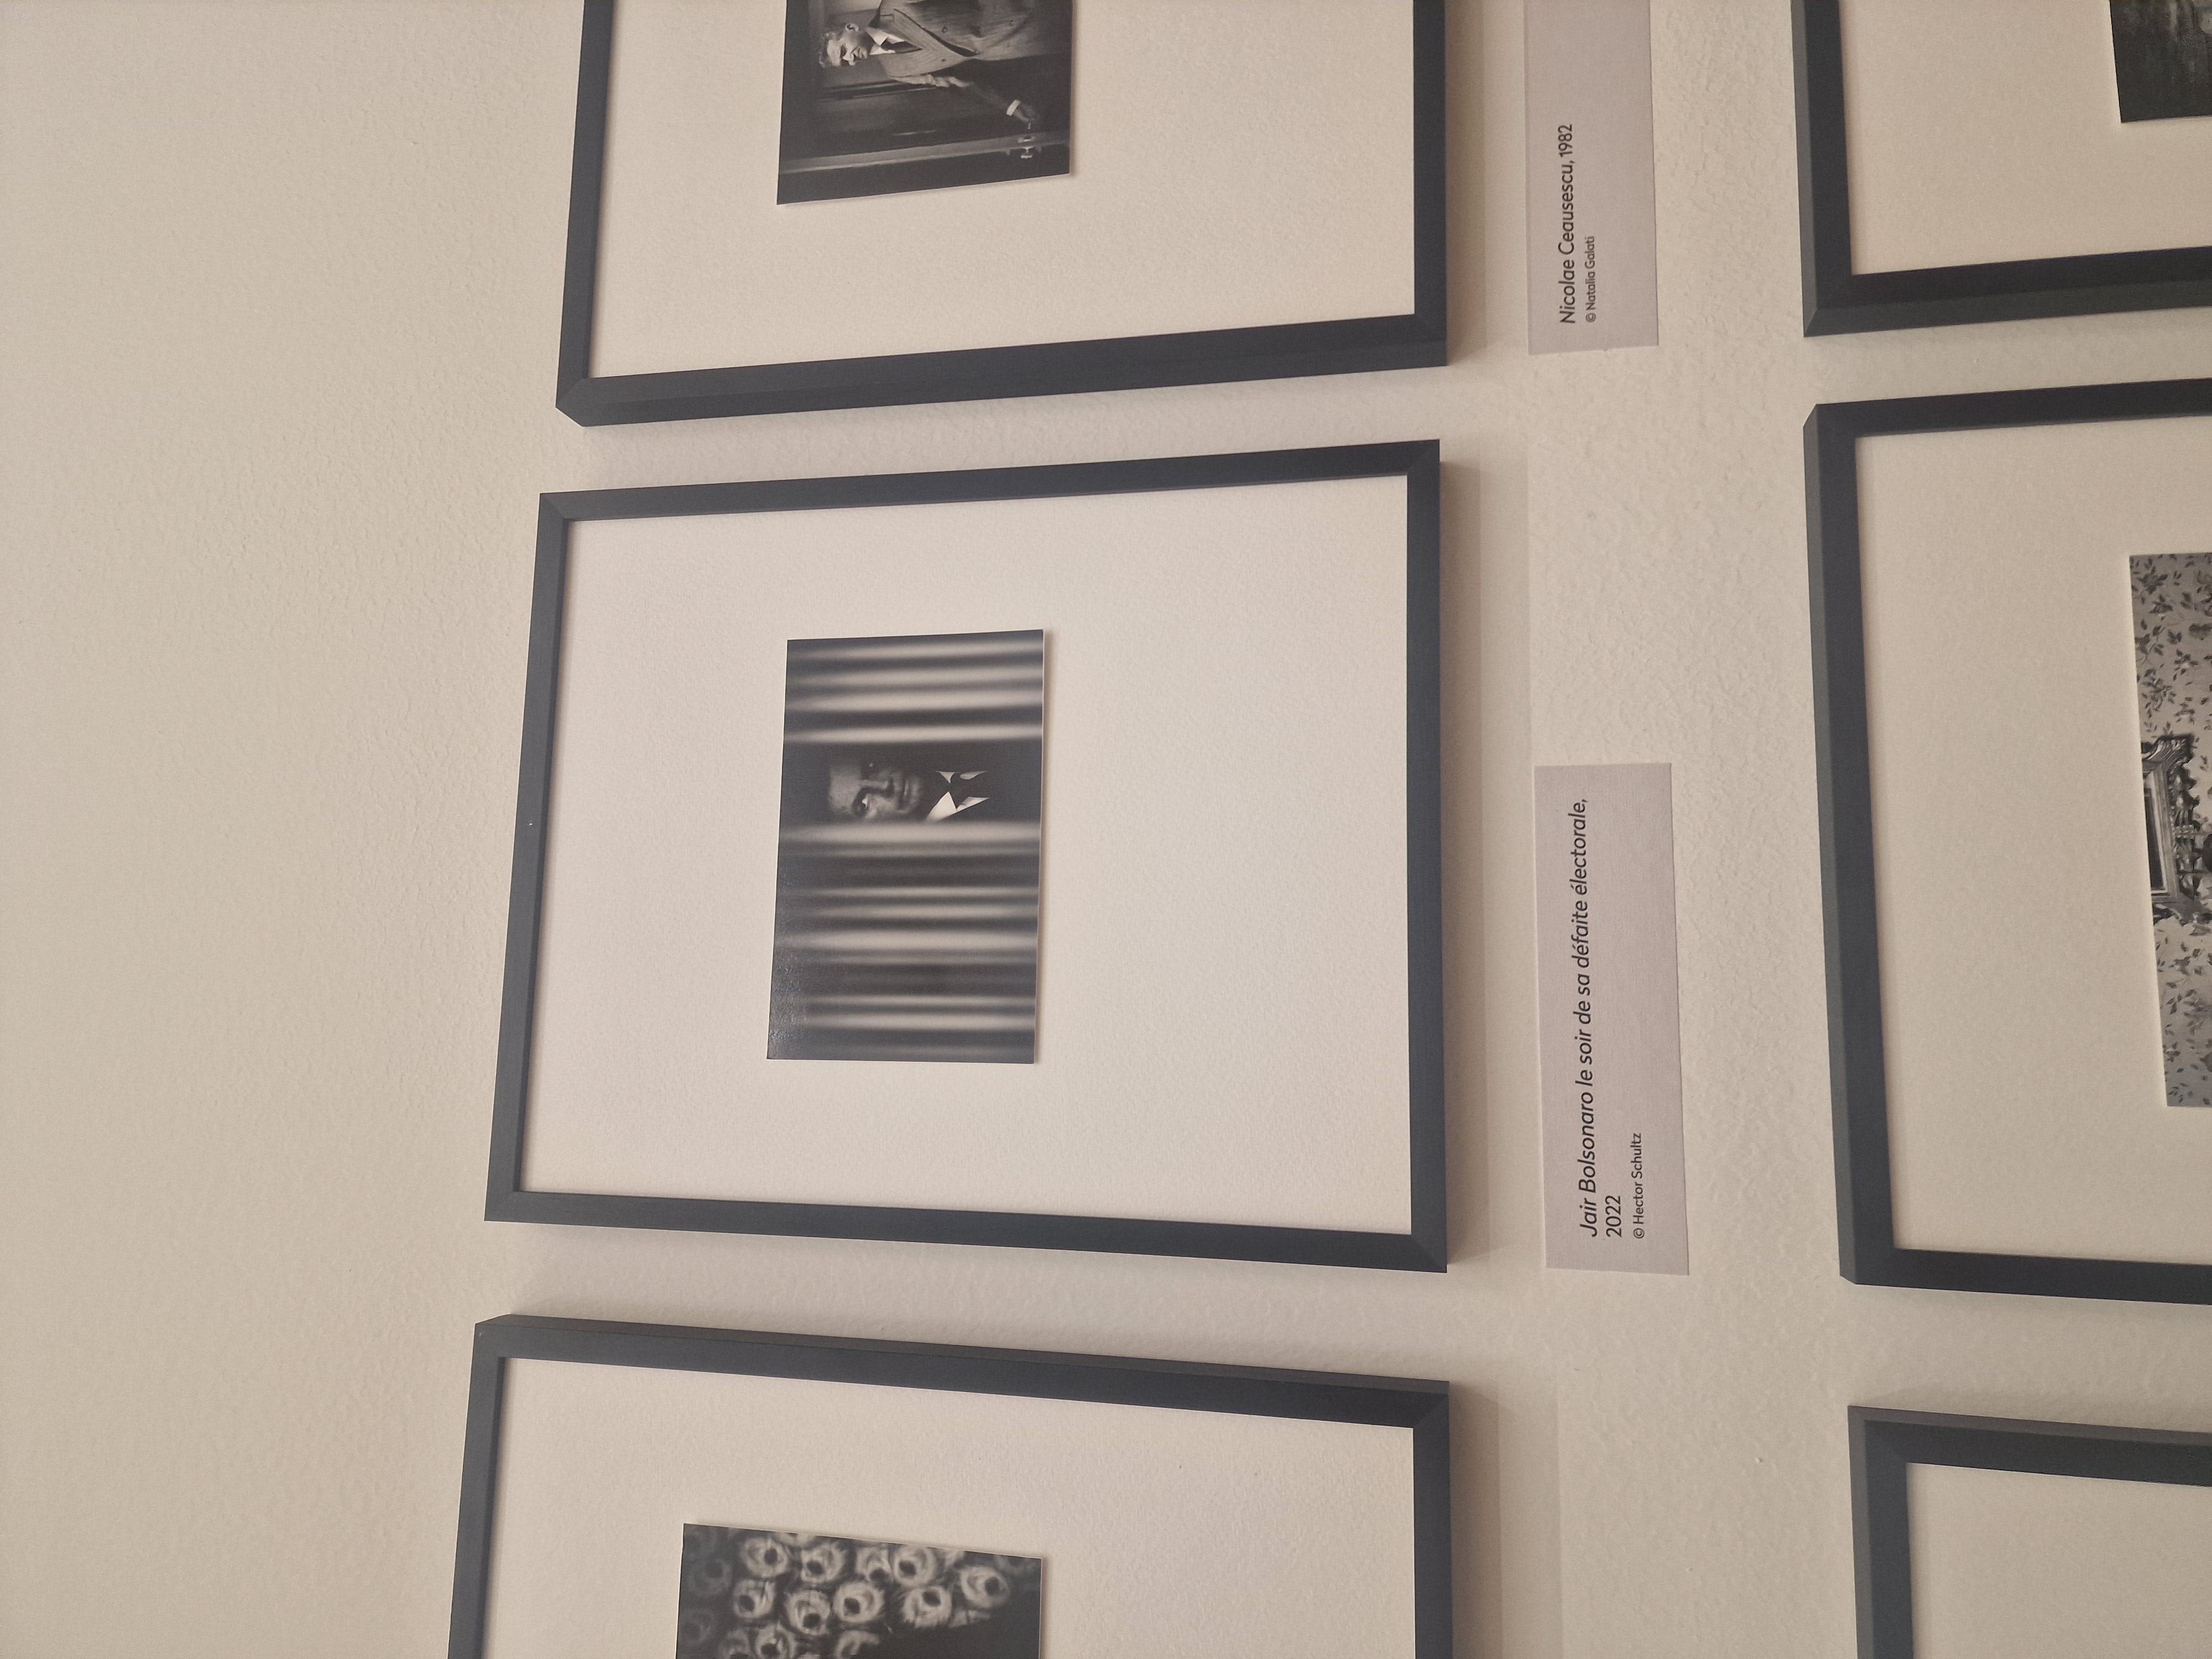 Jair Bolsonaro le soir de sa défaite électorale,
2022
© Hector Schultz
Nicolae Ceausescu, 1982
© Natalia Galati